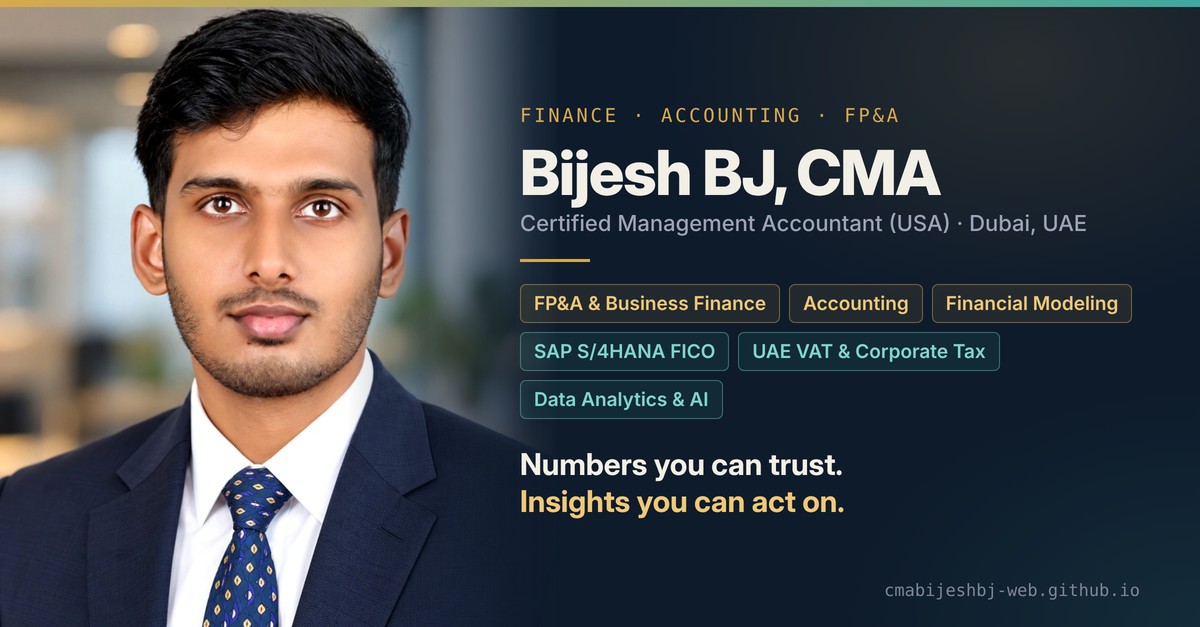 FINANCE · ACCOUNTING · FP&A
Bijesh BJ, CMA
Certified Management Accountant (USA) · Dubai, UAE
FP&A & Business Finance Accounting Financial Modeling
SAP S/4HANA FICO UAE VAT & Corporate Tax
Data Analytics & AI
Numbers you can trust.
Insights you can act on.
cmabijeshbj-web.github.io